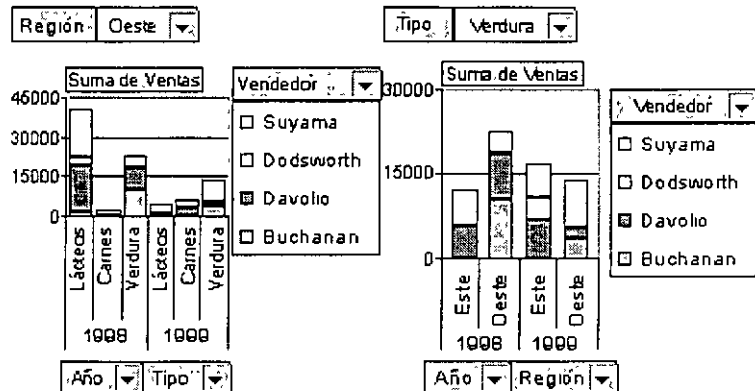 Región Oeste
Suma de Ventas
45000
30000
15000
0
Lácteos
Carnes
Verdura
Lácteos
Carnes
Verdura
1998
1999
Año Tipo
Vendedor
Suyama
Dodsworth
Davolio
Buchanan
Tipo Verdura
Suma de Ventas
30000
15000
0
Este
Oeste
Este
Oeste
1998
1999
Año Región
Vendedor
Suyama
Dodsworth
Davolio
Buchanan